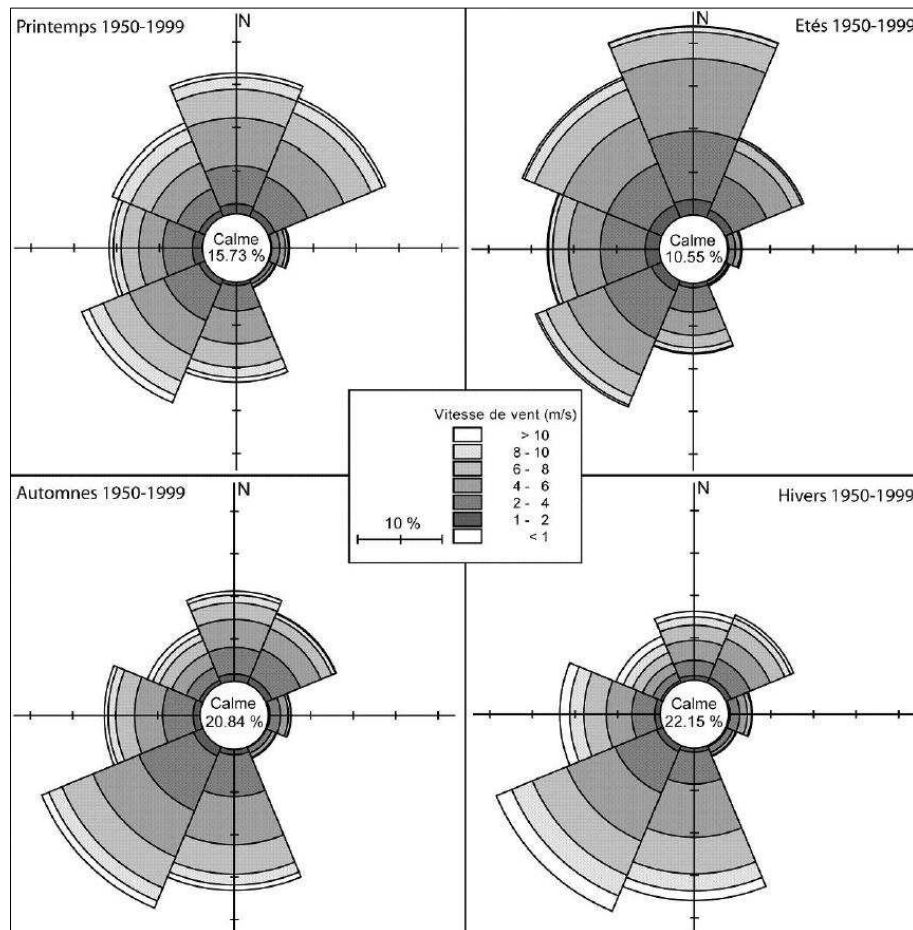 Printemps 1950-1999
N
Calme
15.73 %
N
Etés 1950-1999
Calme
10.55 %
Vitesse de vent (m/s)
> 10
8 - 10
6 - 8
4 - 6
2 - 4
1 - 2
< 1
10 %
Automnes 1950-1999
N
Calme
20.84 %
N
Hivers 1950-1999
Calme
22.15 %